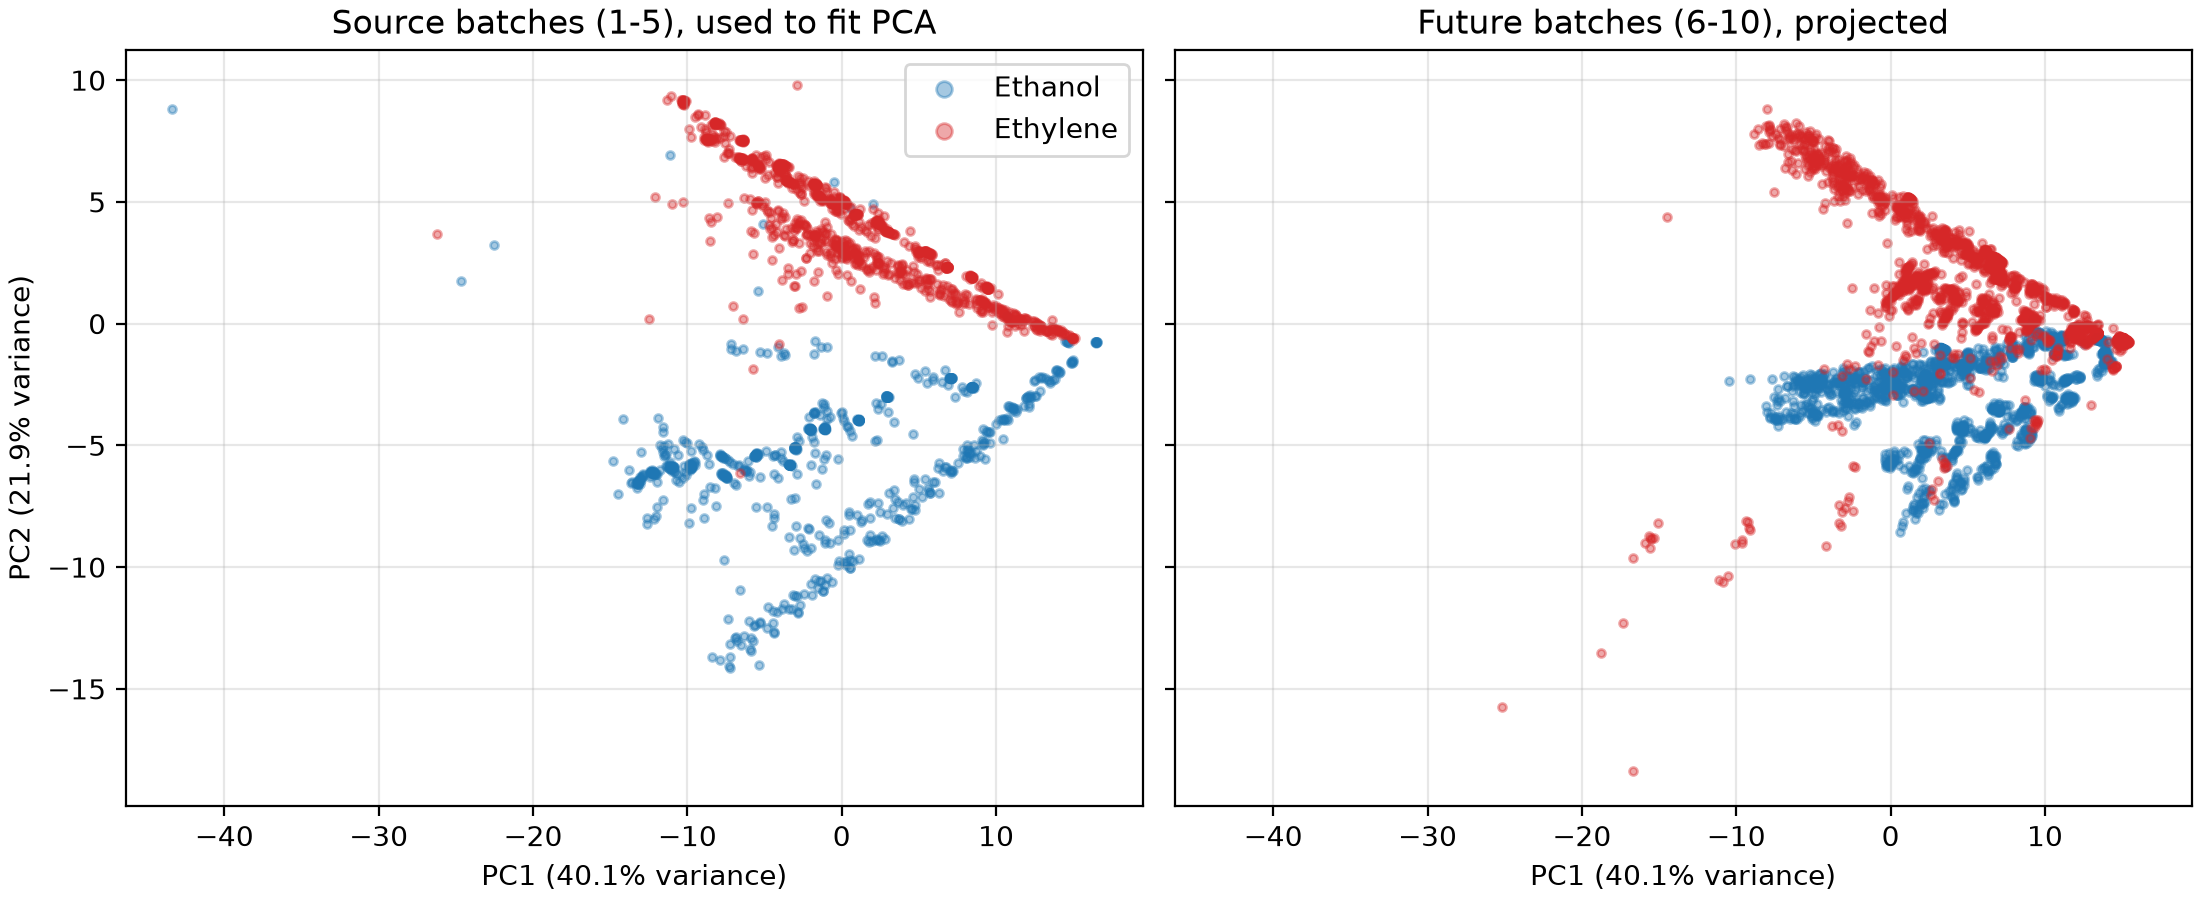 Source batches (1-5), used to fit PCA
Future batches (6-10), projected
Ethanol
Ethylene
PC2 (21.9% variance)
10
5
0
−5
−10
−15
−40
−30
−20
−10
0
10
−40
−30
−20
−10
0
10
PC1 (40.1% variance)
PC1 (40.1% variance)